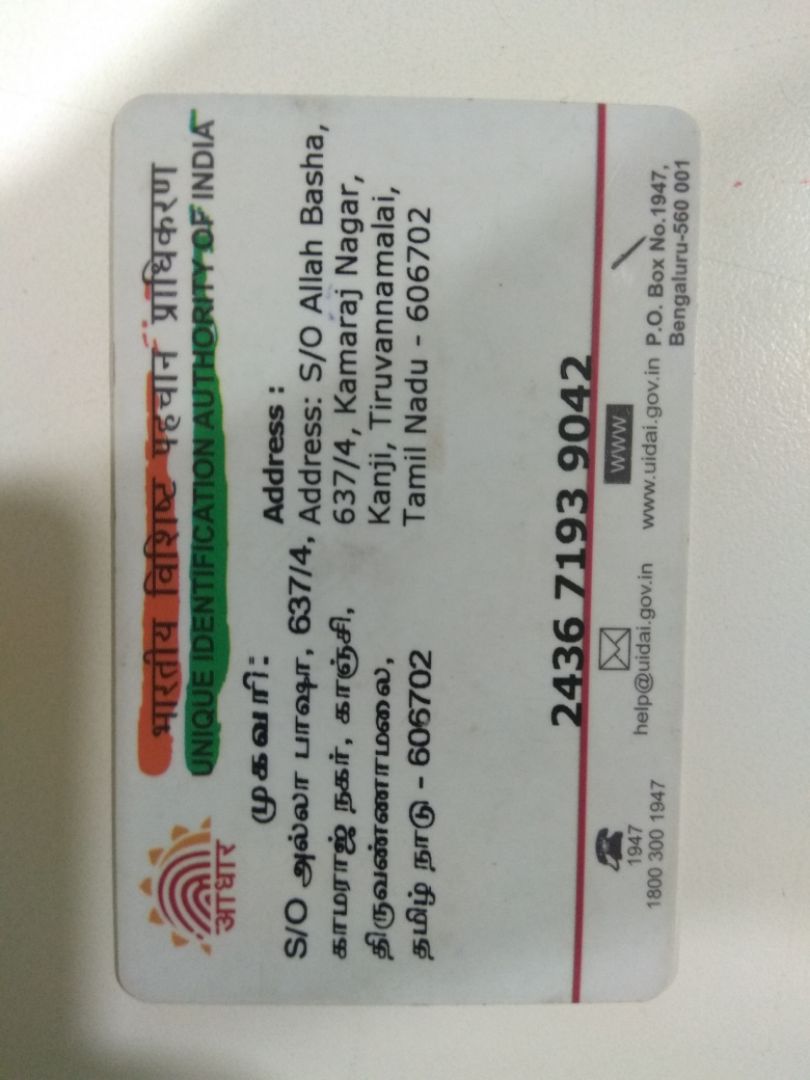 भारतीय विशिष्ट पहचान प्राधिकरण
UNIQUE IDENTIFICATION AUTHORITY OF INDIA
आधार
முகவரி:
S/O அல்லா பாஷா, 637/4,
காமராஜ் நகர், காஞ்சி,
திருவண்ணாமலை,
தமிழ் நாடு - 606702
Address :
Address: S/O Allah Basha,
637/4, Kamaraj Nagar,
Kanji, Tiruvannamalai,
Tamil Nadu - 606702
2436 7193 9042
1947
1800 300 1947
help@uidai.gov.in
www
www.uidai.gov.in
P.O. Box No.1947,
Bengaluru-560 001